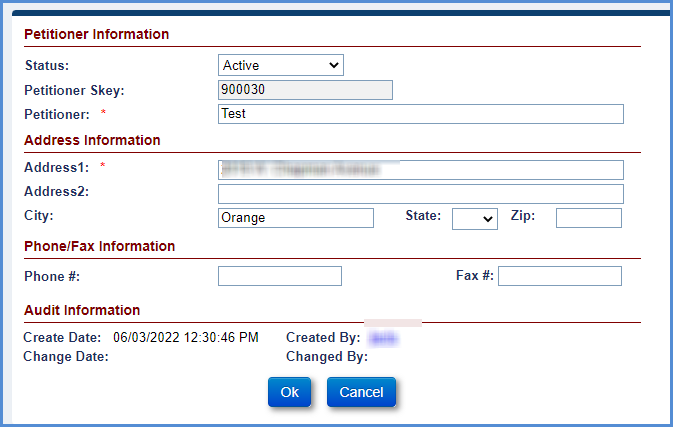 Petitioner Information
Status: Active
Petitioner Skey: 900030
Petitioner: * Test
Address Information
Address1: *
Address2:
City: Orange State: Zip:
Phone/Fax Information
Phone #: Fax #:
Audit Information
Create Date: 06/03/2022 12:30:46 PM Created By:
Change Date: Changed By:
Ok Cancel